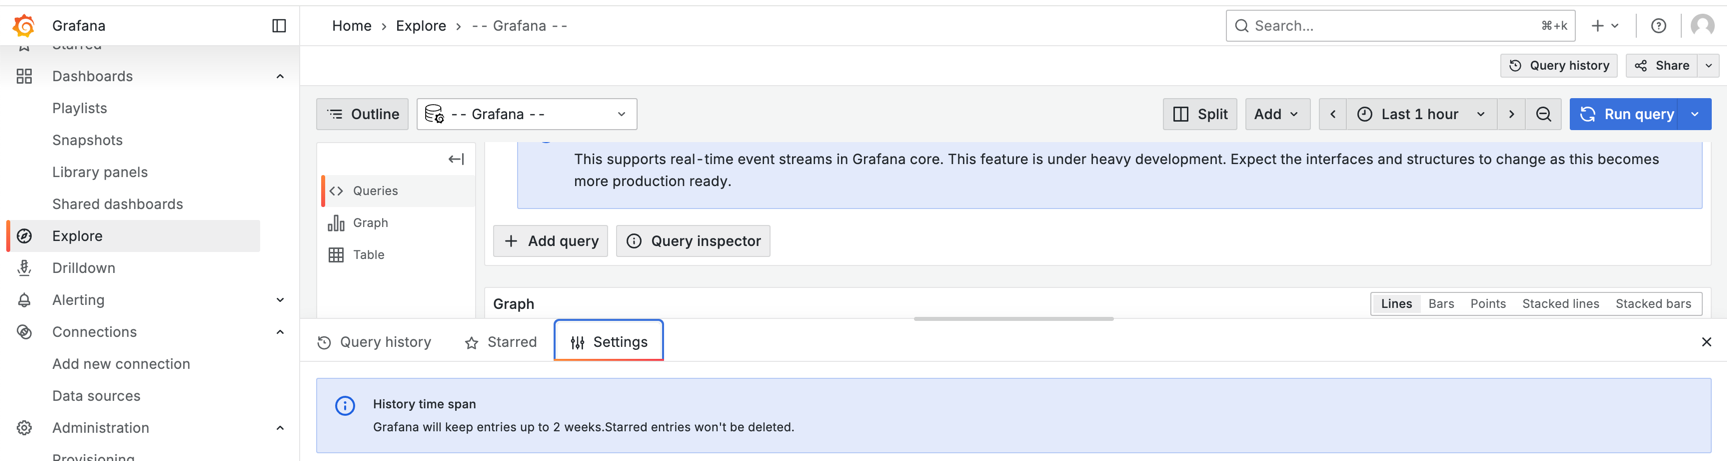 Grafana
Home › Explore › -- Grafana --
Search...
⌘+k
Starred
Dashboards
Playlists
Snapshots
Library panels
Shared dashboards
Explore
Drilldown
Alerting
Connections
Add new connection
Data sources
Administration
Provisioning
Query history
Share
Outline
-- Grafana --
Split
Add
Last 1 hour
Run query
Queries
Graph
Table
This supports real-time event streams in Grafana core. This feature is under heavy development. Expect the interfaces and structures to change as this becomes
more production ready.
+ Add query
Query inspector
Graph
Lines Bars Points Stacked lines Stacked bars
Query history
Starred
Settings
History time span
Grafana will keep entries up to 2 weeks.Starred entries won't be deleted.